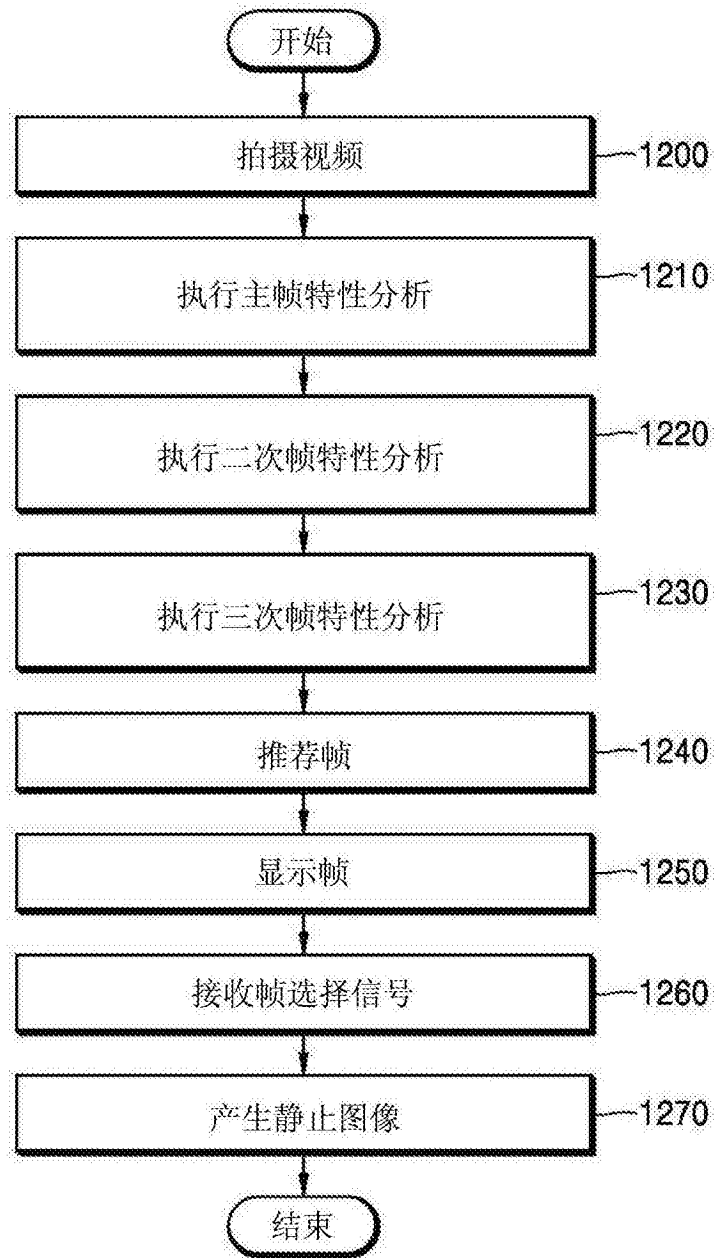 开始
拍摄视频
1200
执行主帧特性分析
1210
执行二次帧特性分析
1220
执行三次帧特性分析
1230
推荐帧
1240
显示帧
1250
接收帧选择信号
1260
产生静止图像
1270
结束